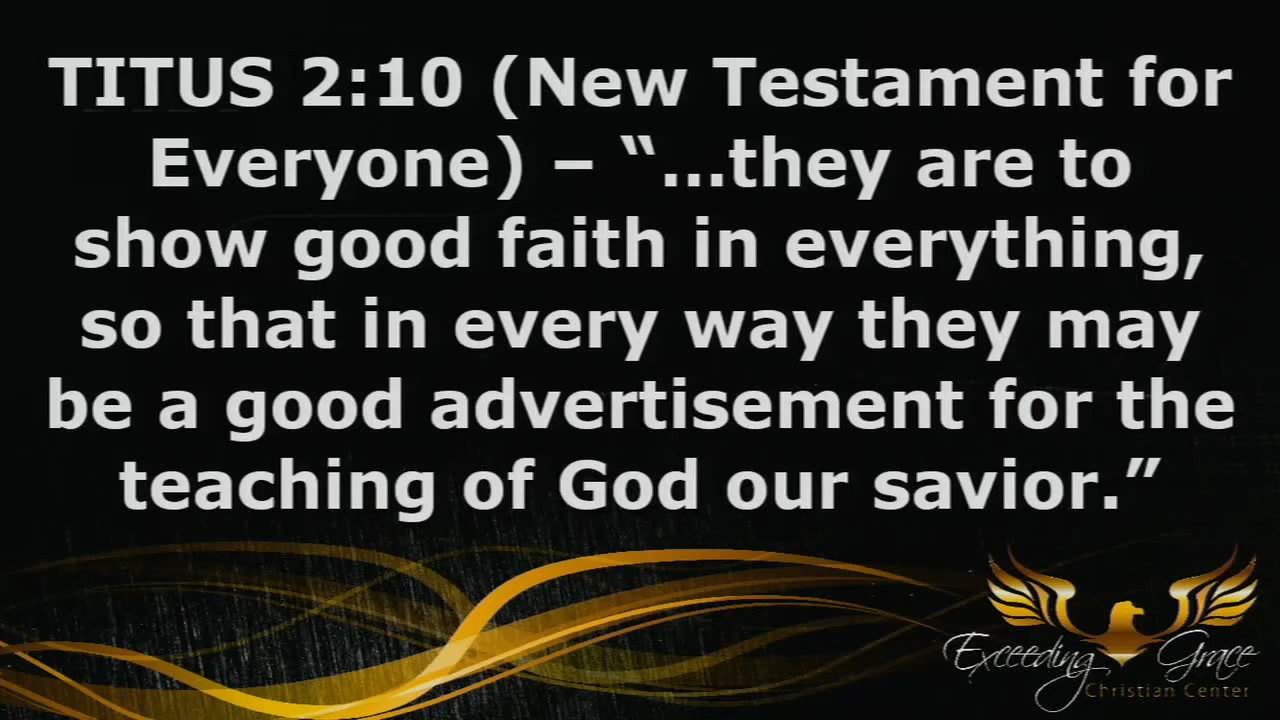 TITUS 2:10 (New Testament for
Everyone) – “...they are to
show good faith in everything,
so that in every way they may
be a good advertisement for the
teaching of God our savior.”
Exceeding Grace
Christian Center